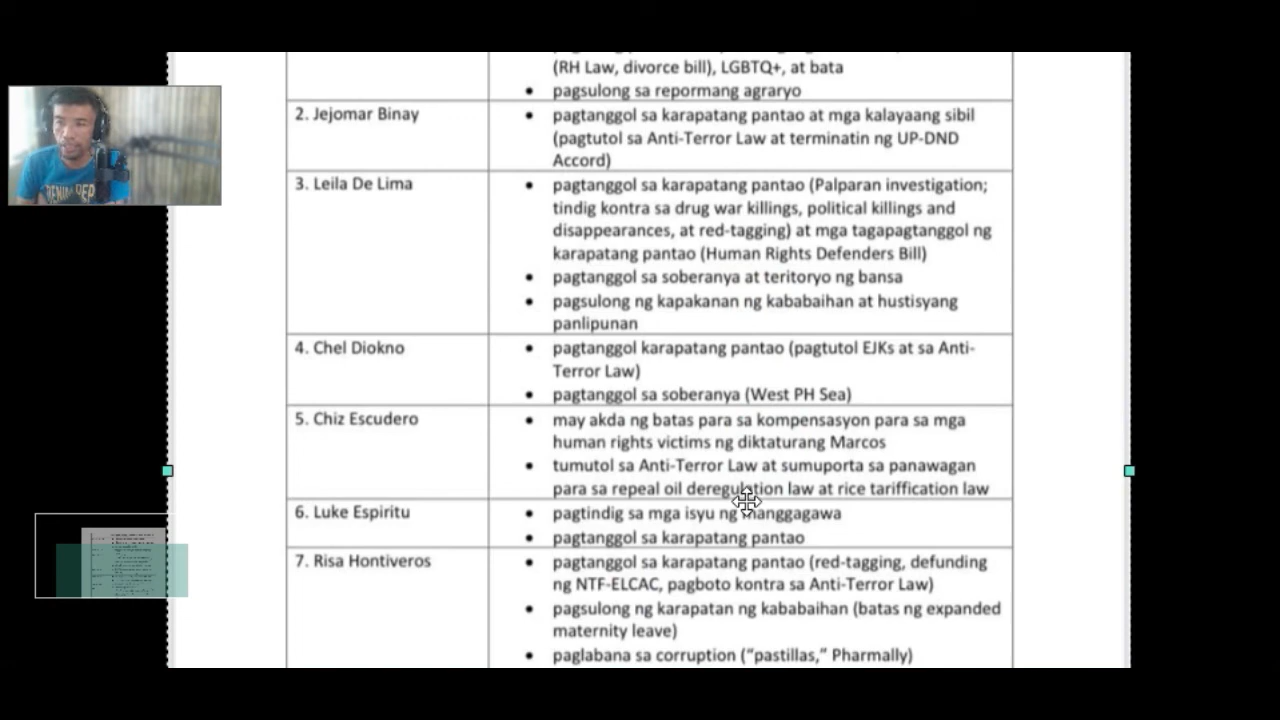 (RH Law, divorce bill), LGBTQ+, at bata
• pagsulong sa repormang agraryo
2. Jejomar Binay
• pagtanggol sa karapatang pantao at mga kalayaang sibil
(pagtutol sa Anti-Terror Law at terminatin ng UP-DND
Accord)
3. Leila De Lima
• pagtanggol sa karapatang pantao (Palparan investigation;
tindig kontra sa drug war killings, political killings and
disappearances, at red-tagging) at mga tagapagtanggol ng
karapatang pantao (Human Rights Defenders Bill)
• pagtanggol sa soberanya at teritoryo ng bansa
• pagsulong ng kapakanan ng kababaihan at hustisyang
panlipunan
4. Chel Diokno
• pagtanggol karapatang pantao (pagtutol EJKs at sa Anti-
Terror Law)
• pagtanggol sa soberanya (West PH Sea)
5. Chiz Escudero
• may akda ng batas para sa kompensasyon para sa mga
human rights victims ng diktaturang Marcos
• tumutol sa Anti-Terror Law at sumuporta sa panawagan
para sa repeal oil deregulation law at rice tariffication law
6. Luke Espiritu
• pagtindig sa mga isyu ng manggagawa
• pagtanggol sa karapatang pantao
7. Risa Hontiveros
• pagtanggol sa karapatang pantao (red-tagging, defunding
ng NTF-ELCAC, pagboto kontra sa Anti-Terror Law)
• pagsulong ng karapatan ng kababaihan (batas ng expanded
maternity leave)
• paglabana sa corruption (“pastillas,” Pharmally)